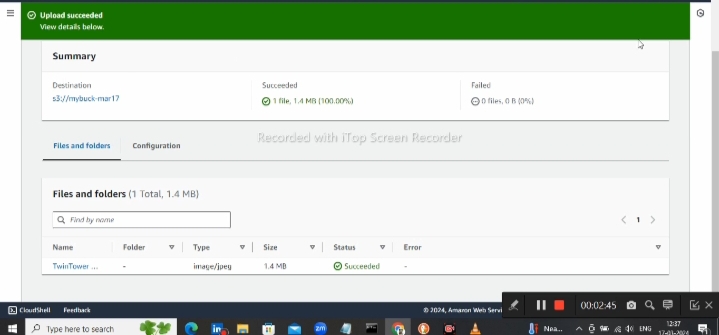 Upload succeeded
View details below.
Summary
Destination
s3://mybuck-mar17
Succeeded
1 file, 1.4 MB (100.00%)
Failed
0 files, 0 B (0%)
Recorded with iTop Screen Recorder
Files and folders
Configuration
Files and folders (1 Total, 1.4 MB)
Find by name
1
Name Folder Type Size Status Error
TwinTower ... - image/jpeg 1.4 MB Succeeded -
CloudShell Feedback © 2024, Amazon Web Servi
00:02:45
Type here to search
zm
Nea...
ENG
12:37
17-03-2024